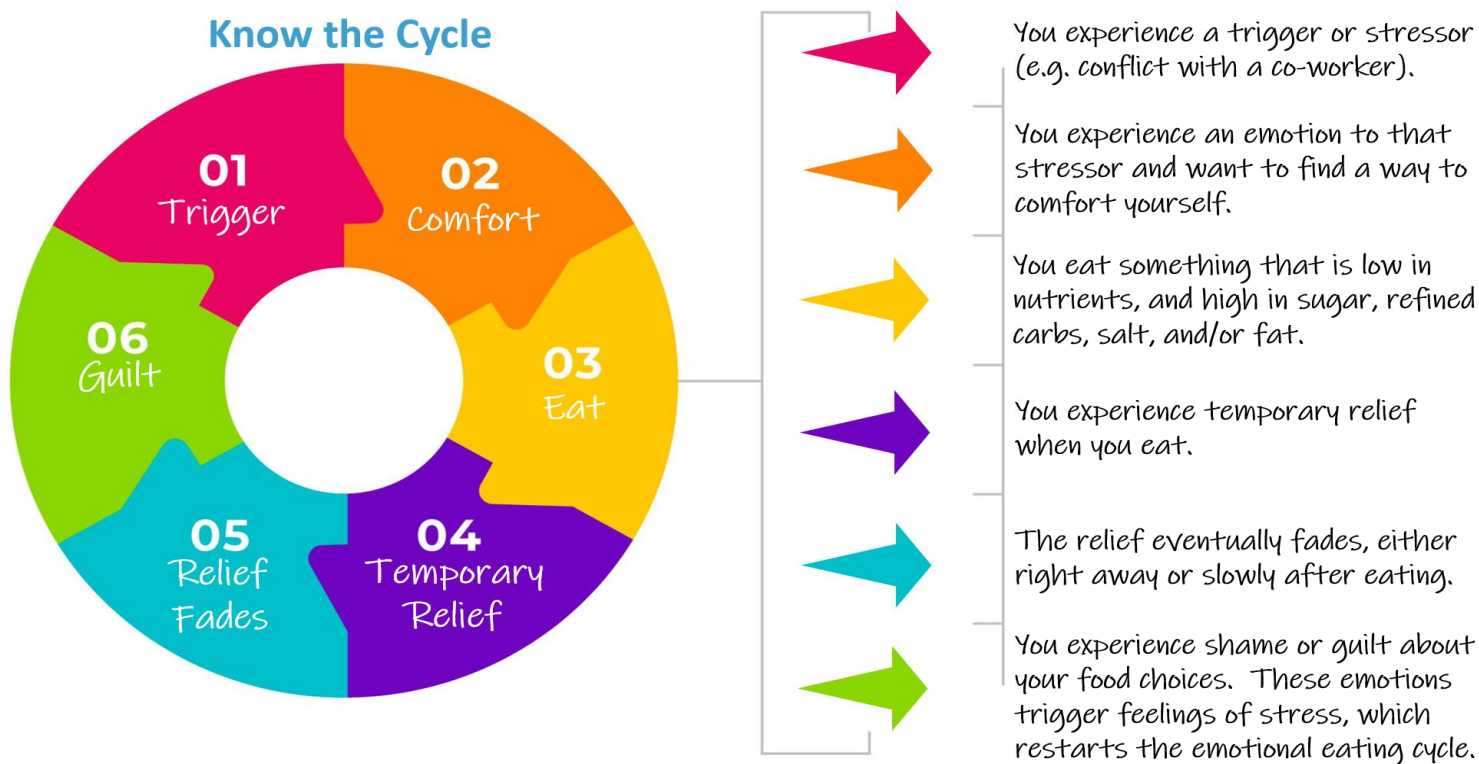 Know the Cycle
01
Trigger
02
Comfort
03
Eat
04
Temporary
Relief
05
Relief
Fades
06
Guilt
You experience a trigger or stressor
(e.g. conflict with a co-worker).
You experience an emotion to that
stressor and want to find a way to
comfort yourself.
You eat something that is low in
nutrients, and high in sugar, refined
carbs, salt, and/or fat.
You experience temporary relief
when you eat.
The relief eventually fades, either
right away or slowly after eating.
You experience shame or guilt about
your food choices. These emotions
trigger feelings of stress, which
restarts the emotional eating cycle.